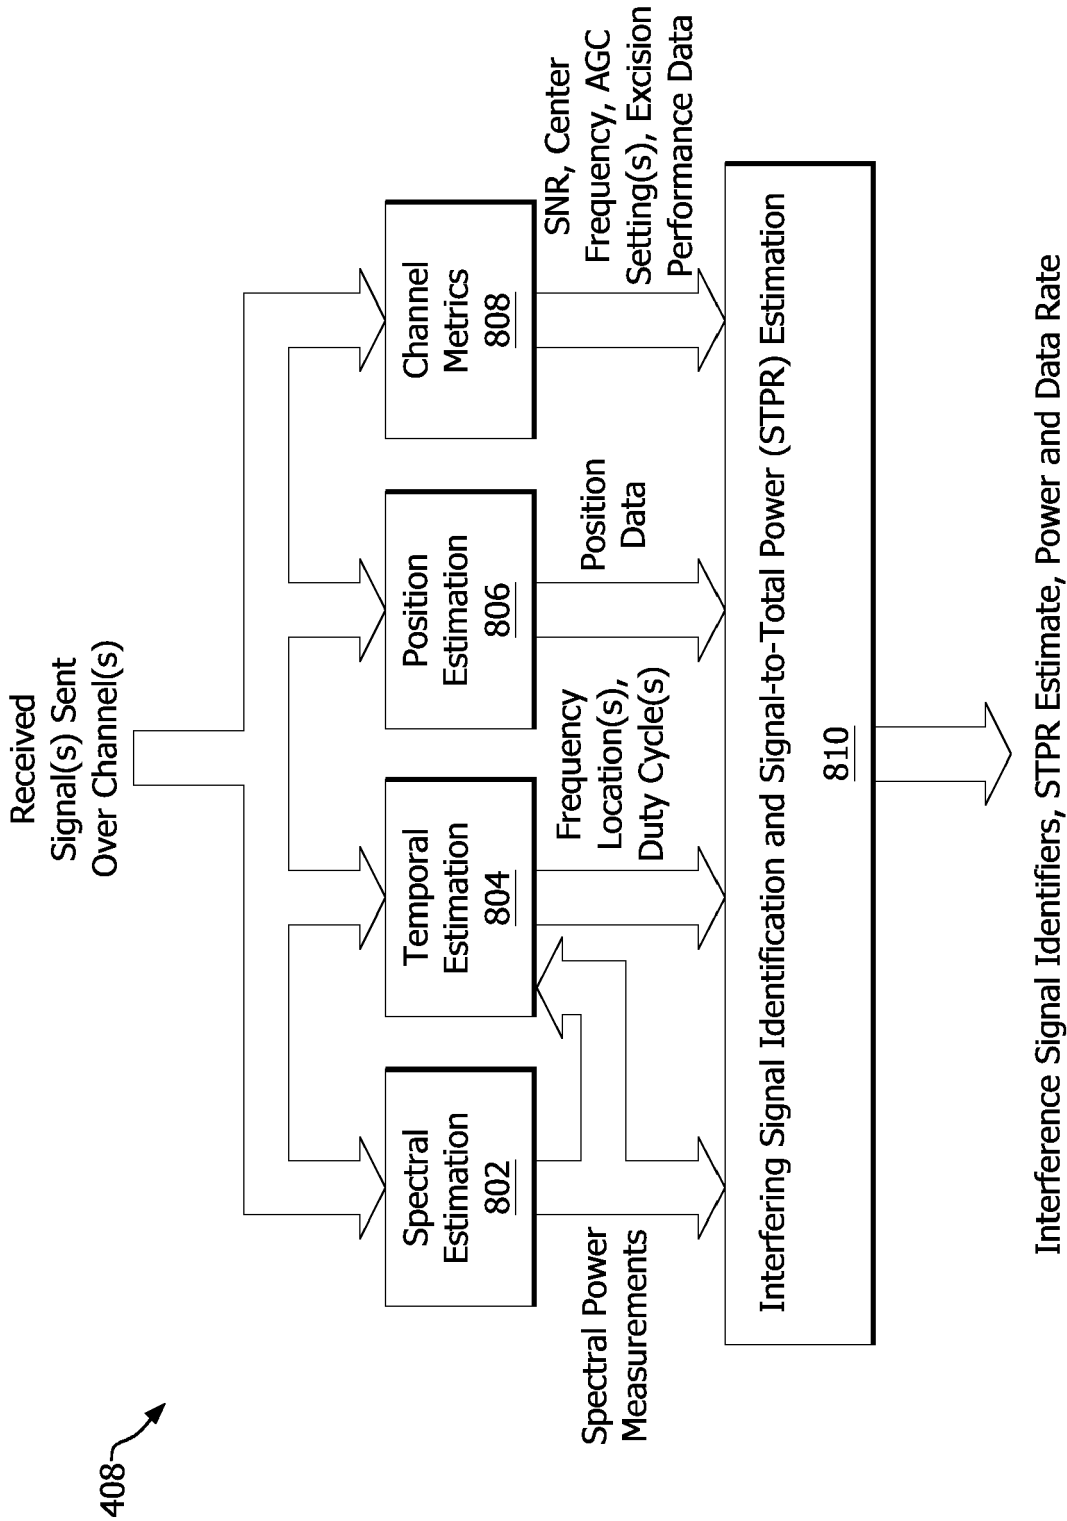 408
Received
Signal(s) Sent
Over Channel(s)
Spectral
Estimation
802
Temporal
Estimation
804
Position
Estimation
806
Channel
Metrics
808
Spectral Power
Measurements
Frequency
Location(s),
Duty Cycle(s)
Position
Data
SNR, Center
Frequency, AGC
Setting(s), Excision
Performance Data
Interfering Signal Identification and Signal-to-Total Power (STPR) Estimation
810
Interference Signal Identifiers, STPR Estimate, Power and Data Rate